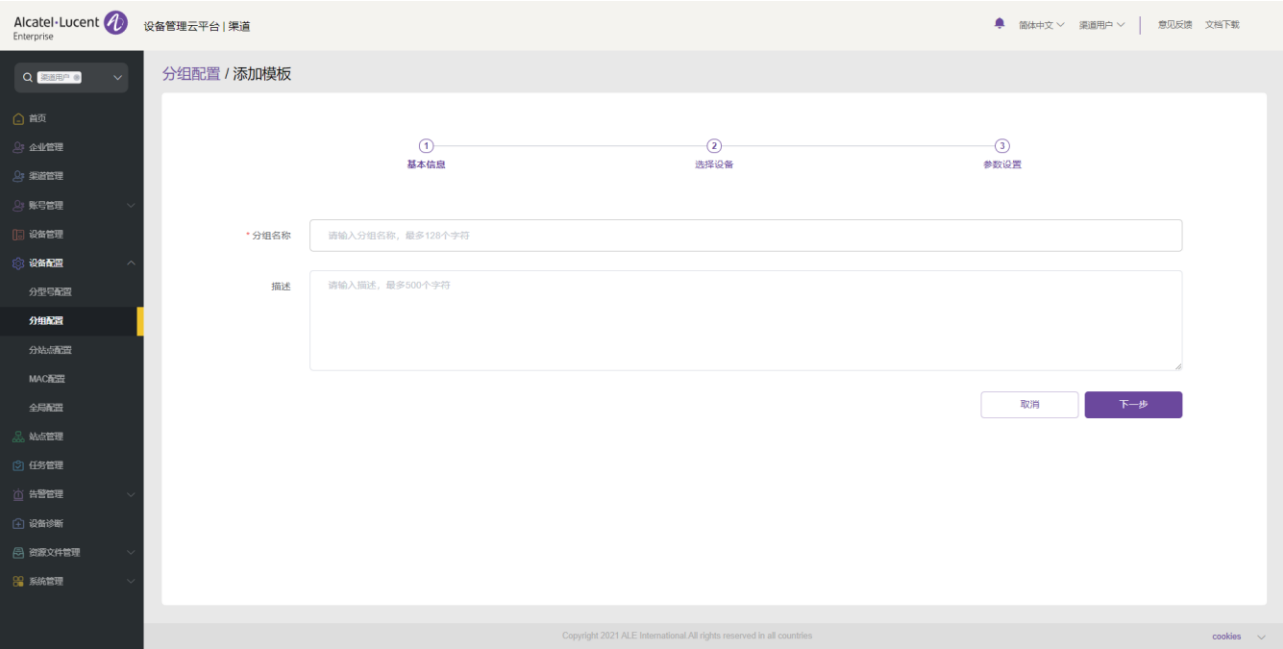 Alcatel·Lucent
Enterprise
设备管理云平台 | 渠道
简体中文
渠道用户
意见反馈
文档下载
渠道用户
首页
企业管理
渠道管理
账号管理
设备管理
设备配置
分型号配置
分组配置
分站点配置
MAC配置
全局配置
站点管理
任务管理
告警管理
设备诊断
资源文件管理
系统管理
分组配置 / 添加模板
1
基本信息
2
选择设备
3
参数设置
* 分组名称
请输入分组名称，最多128个字符
描述
请输入描述，最多500个字符
取消
下一步
Copyright 2021 ALE International All rights reserved in all countries
cookies